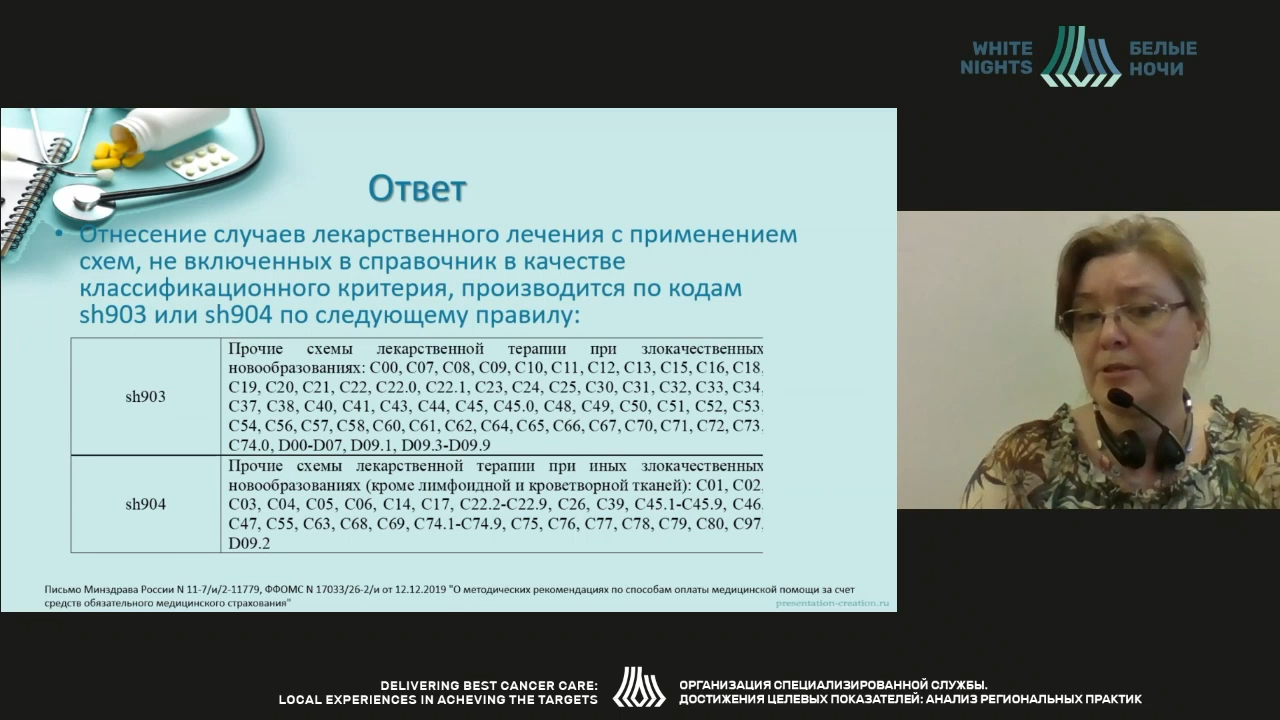 WHITE
NIGHTS
БЕЛЫЕ
НОЧИ
Ответ
• Отнесение случаев лекарственного лечения с применением
схем, не включенных в справочник в качестве
классификационного критерия, производится по кодам
sh903 или sh904 по следующему правилу:
sh903
Прочие схемы лекарственной терапии при злокачественных
новообразованиях: C00, C07, C08, C09, C10, C11, C12, C13, C15, C16, C18,
C19, C20, C21, C22, C22.0, C22.1, C23, C24, C25, C30, C31, C32, C33, C34,
C37, C38, C40, C41, C43, C44, C45, C45.0, C48, C49, C50, C51, C52, C53,
C54, C56, C57, C58, C60, C61, C62, C64, C65, C66, C67, C70, C71, C72, C73,
C74.0, D00-D07, D09.1, D09.3-D09.9
sh904
Прочие схемы лекарственной терапии при иных злокачественных
новообразованиях (кроме лимфоидной и кроветворной тканей): C01, C02,
C03, C04, C05, C06, C14, C17, C22.2-C22.9, C26, C39, C45.1-C45.9, C46,
C47, C55, C63, C68, C69, C74.1-C74.9, C75, C76, C77, C78, C79, C80, C97,
D09.2
Письмо Минздрава России N 11-7/и/2-11779, ФФОМС N 17033/26-2/и от 12.12.2019 "О методических рекомендациях по способам оплаты медицинской помощи за счет
средств обязательного медицинского страхования"
presentation-creation.ru
DELIVERING BEST CANCER CARE:
LOCAL EXPERIENCES IN ACHEVING THE TARGETS
ОРГАНИЗАЦИЯ СПЕЦИАЛИЗИРОВАННОЙ СЛУЖБЫ.
ДОСТИЖЕНИЯ ЦЕЛЕВЫХ ПОКАЗАТЕЛЕЙ: АНАЛИЗ РЕГИОНАЛЬНЫХ ПРАКТИК